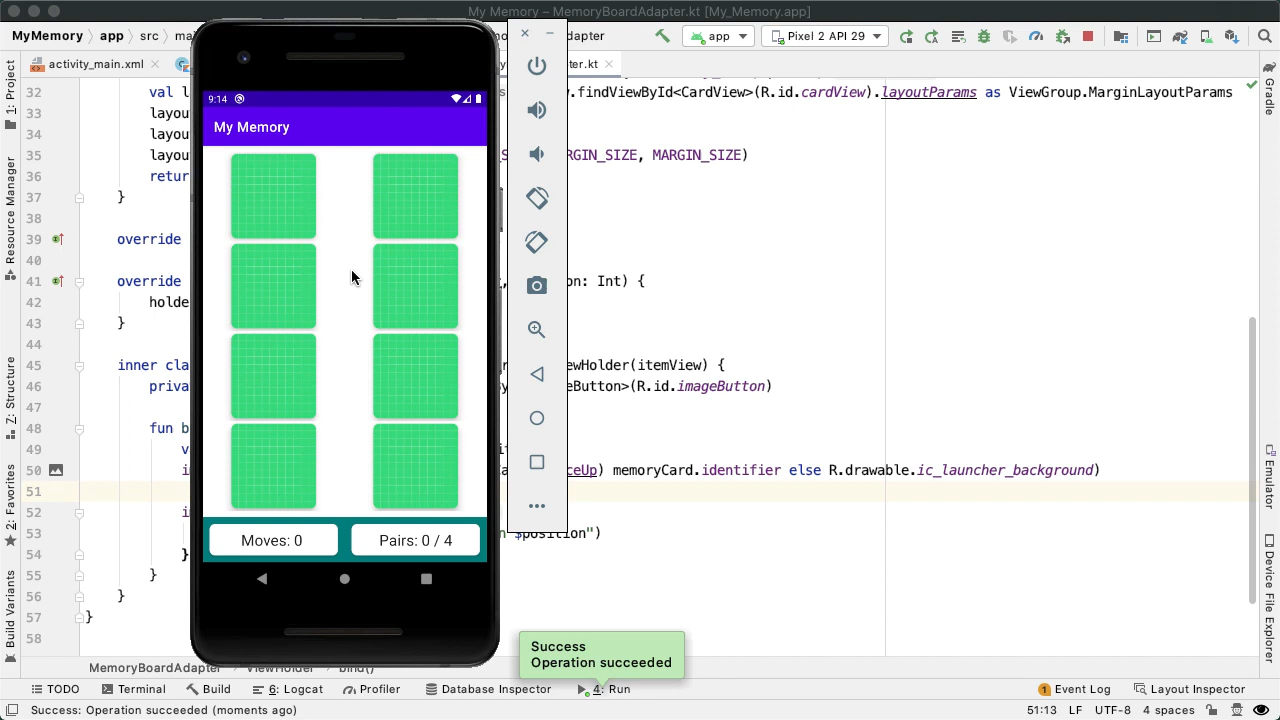 My Memory – MemoryBoardAdapter.kt [My_Memory.app]
MyMemory
app
src
app
Pixel 2 API 29
activity_main.xml
32 val l .findViewById<CardView>(R.id.cardView).layoutParams as ViewGroup.MarginLayoutParams
33 layou
34 layou
35 layou RGIN_SIZE, MARGIN_SIZE)
36 retur
37 }
38
39 override
40
41 override on: Int) {
42 holde
43 }
44
45 inner cla ewHolder(itemView) {
46 priva eButton>(R.id.imageButton)
47
48 fun b
49 v
50 ceUp) memoryCard.identifier else R.drawable.ic_launcher_background)
51
52
53 $position")
54 }
55 }
56 }
57 }
58
9:14
My Memory
Moves: 0
Pairs: 0 / 4
1: Project
Resource Manager
Z: Structure
2: Favorites
Build Variants
Gradle
Emulator
Device File Explorer
Success
Operation succeeded
MemoryBoardAdapter
ViewHolder
bind()
TODO
Terminal
Build
6: Logcat
Profiler
Database Inspector
4: Run
1 Event Log
Layout Inspector
Success: Operation succeeded (moments ago)
51:13
LF
UTF-8
4 spaces